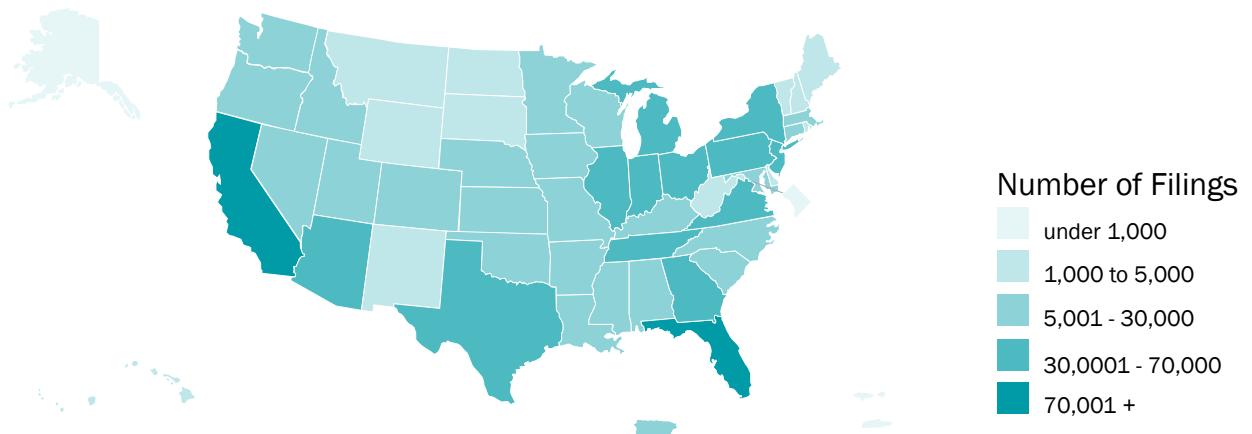 Number of Filings
under 1,000
1,000 to 5,000
5,001 - 30,000
30,0001 - 70,000
70,001 +